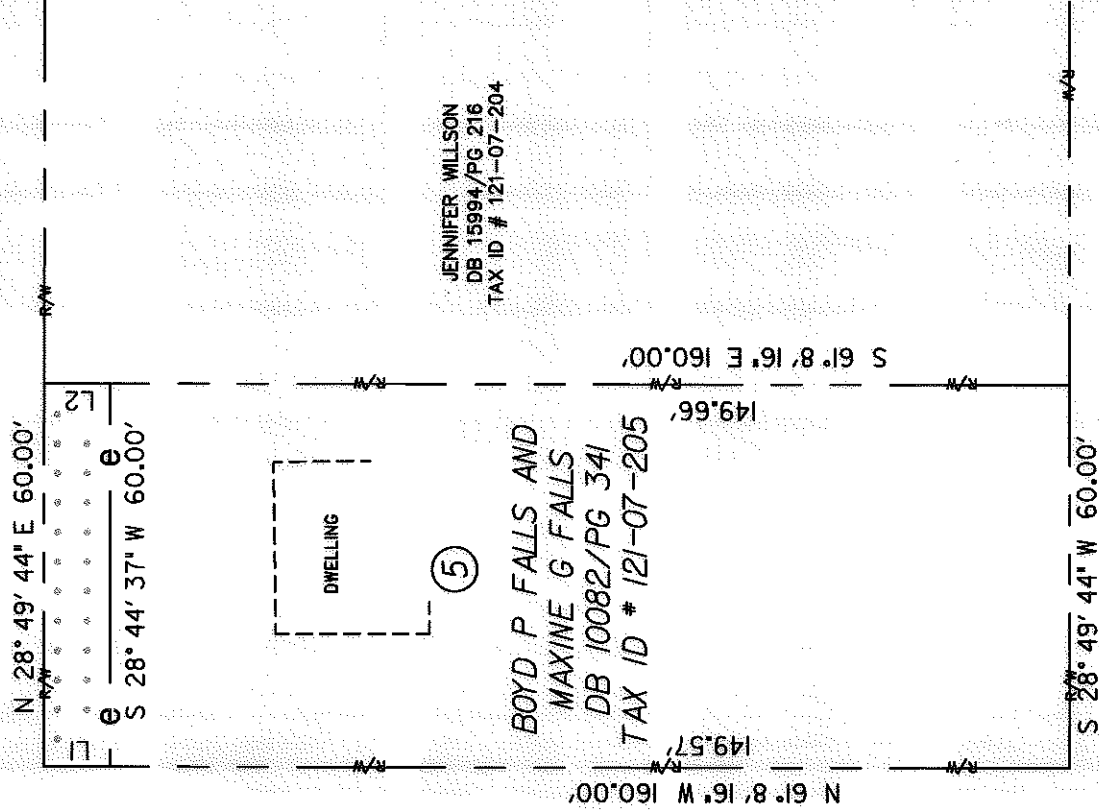 N 28° 49' 44" E 60.00'
R/W
R/W
L1
L2
e
e
S 28° 44' 37" W 60.00'
JENNIFER WILLSON
DB 15994/PG 216
TAX ID # 121-07-204
DWELLING
5
BOYD P FALLS AND
MAXINE G FALLS
DB 10082/PG 341
TAX ID # 121-07-205
R/W
R/W
R/W
S 61° 8' 16" E 160.00'
149.66'
R/W
R/W
R/W
149.57'
N 61° 8' 16" W 160.00'
R/W
R/W
S 28° 49' 44" W 60.00'